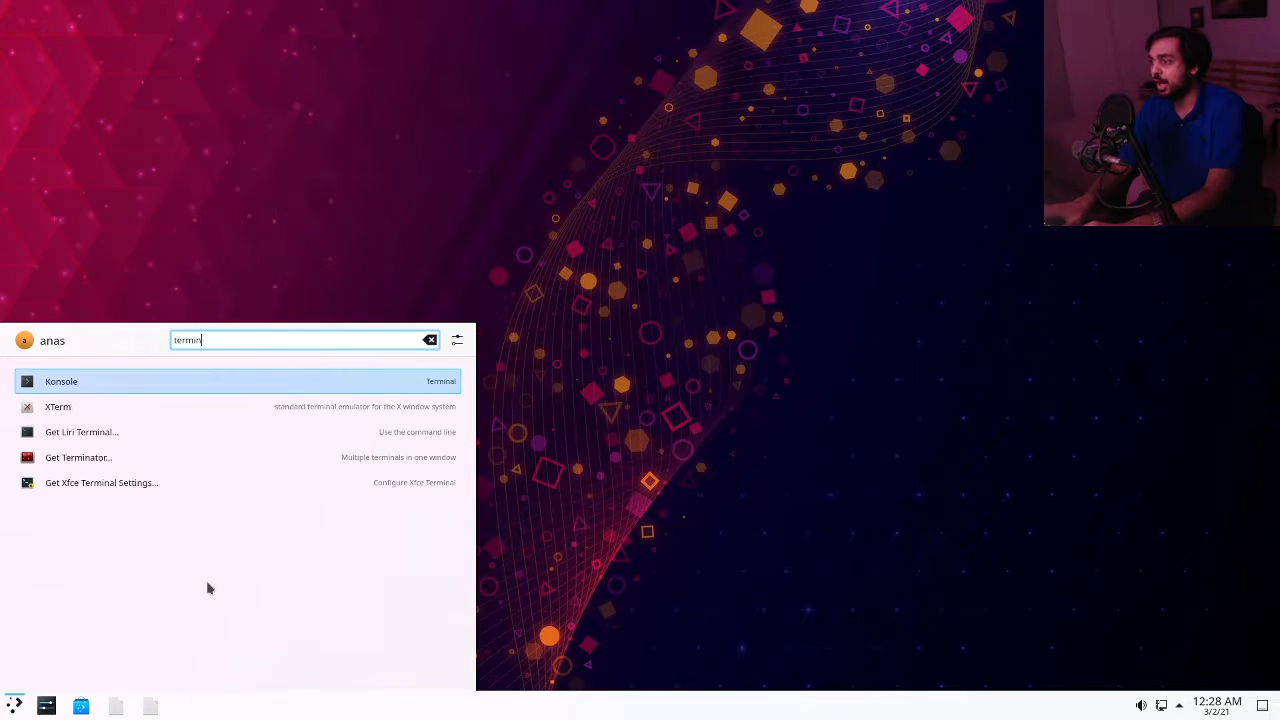 a anas termin
Konsole Terminal
XTerm standard terminal emulator for the X window system
Get Liri Terminal... Use the command line
Get Terminator... Multiple terminals in one window
Get Xfce Terminal Settings... Configure Xfce Terminal
12:28 AM
3/2/21